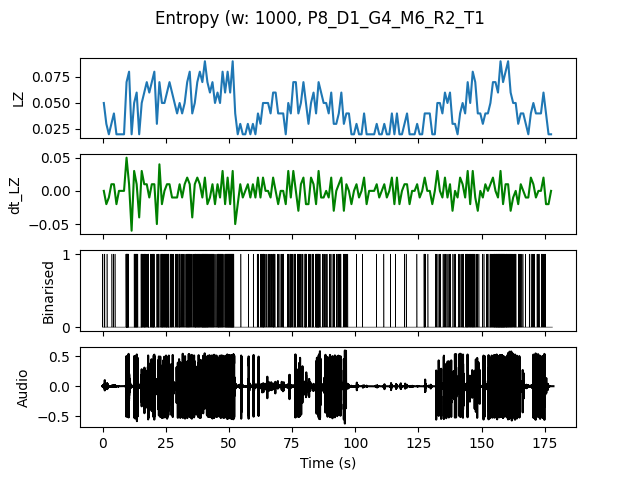 Entropy (w: 1000, P8_D1_G4_M6_R2_T1
0.075
0.050
0.025
LZ
0.05
0.00
−0.05
dt_LZ
1
0
Binarised
0.5
0.0
−0.5
Audio
0 25 50 75 100 125 150 175
Time (s)